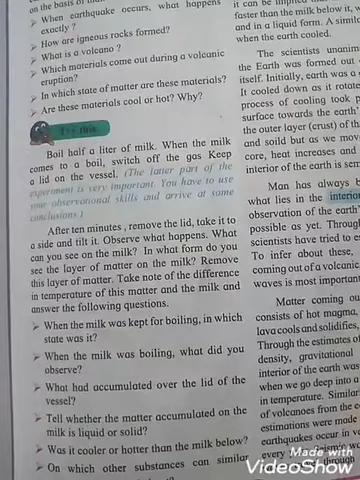 on the basis of
When earthquake occurs, what happens
exactly ?
How are igneous rocks formed?
What is a volcano ?
Which materials come out during a volcanic
eruption?
In which state of matter are these materials?
Are these materials cool or hot? Why?
Try this.
Boil half a liter of milk. When the milk
comes to a boil, switch off the gas Keep
a lid on the vessel. (The latter part of the
experiment is very important. You have to use
your observational skills and arrive at same
conclusions.)
After ten minutes, remove the lid, take it to
a side and tilt it. Observe what happens. What
can you see on the milk? In what form do you
see the layer of matter on the milk? Remove
this layer of matter. Take note of the difference
in temperature of this matter and the milk and
answer the following questions.
When the milk was kept for boiling, in which
state was it?
When the milk was boiling, what did you
observe?
What had accumulated over the lid of the
vessel?
Tell whether the matter accumulated on the
milk is liquid or solid?
Was it cooler or hotter than the milk below?
On which other substances can similar
it can be
faster than the milk below it, w
and in a liquid form. A similar
when the earth cooled.
The scientists unanim
the Earth was formed out
itself. Initially, earth was a
It cooled down as it rotate
process of cooling took p
surface towards the earth'
the outer layer (crust) of th
and soild but as we move
core, heat increases and
interior of the earth is sem
Man has always b
what lies in the interior
observation of the earth'
possible as yet. Through
scientists have tried to e
To infer about these,
coming out of a volcanic
waves is most important
Matter coming ou
consists of hot magma,
lava cools and solidifies,
Through the estimates of
density, gravitational
interior of the earth was
when we go deep into a
in temperature. Similar
of volcanoes from the e
estimations were made
earthquakes occur in v
every
through
Made With
VideoShow